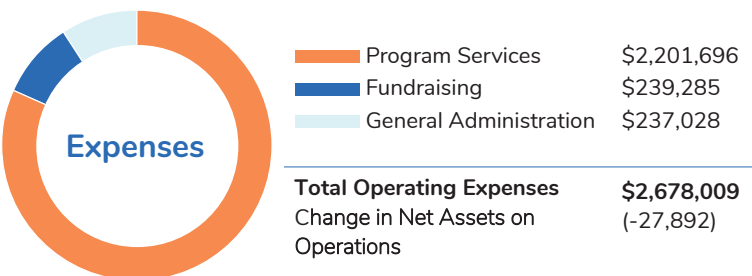 Expenses
Program Services $2,201,696
Fundraising $239,285
General Administration $237,028
Total Operating Expenses $2,678,009
Change in Net Assets on (-27,892)
Operations